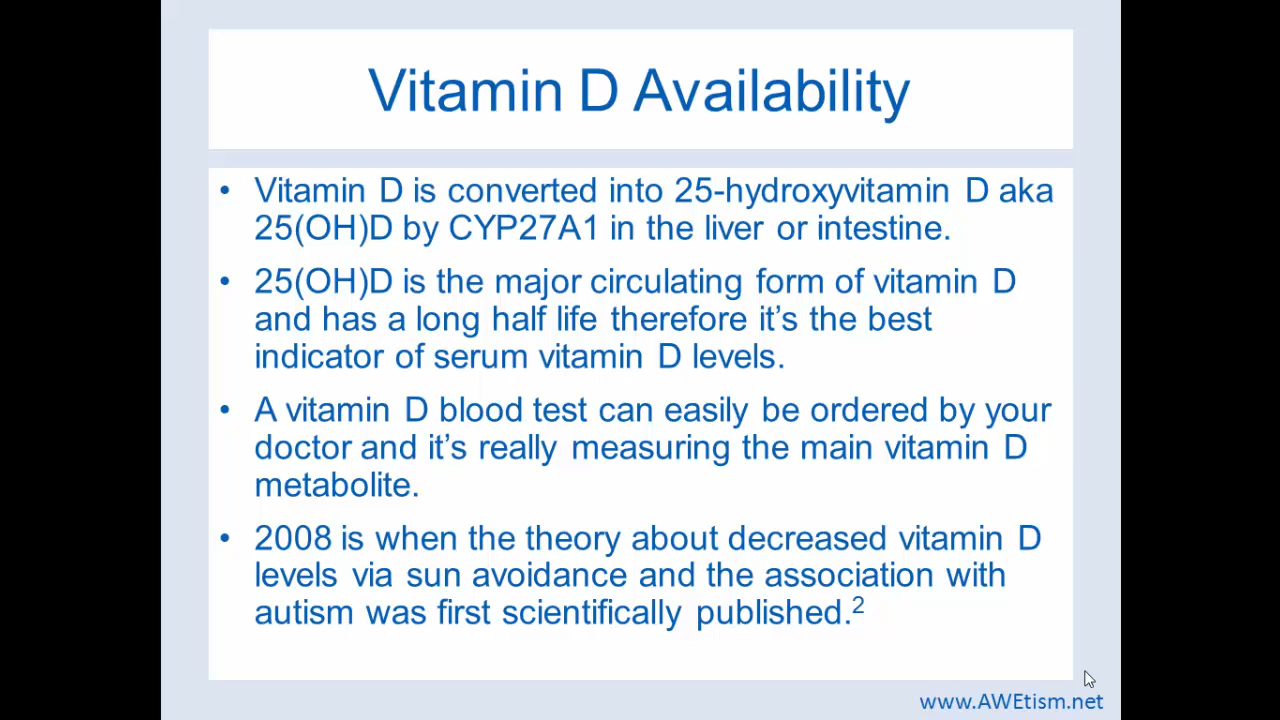 Vitamin D Availability
• Vitamin D is converted into 25-hydroxyvitamin D aka
25(OH)D by CYP27A1 in the liver or intestine.
• 25(OH)D is the major circulating form of vitamin D
and has a long half life therefore it's the best
indicator of serum vitamin D levels.
• A vitamin D blood test can easily be ordered by your
doctor and it's really measuring the main vitamin D
metabolite.
• 2008 is when the theory about decreased vitamin D
levels via sun avoidance and the association with
autism was first scientifically published.²
www.AWEtism.net